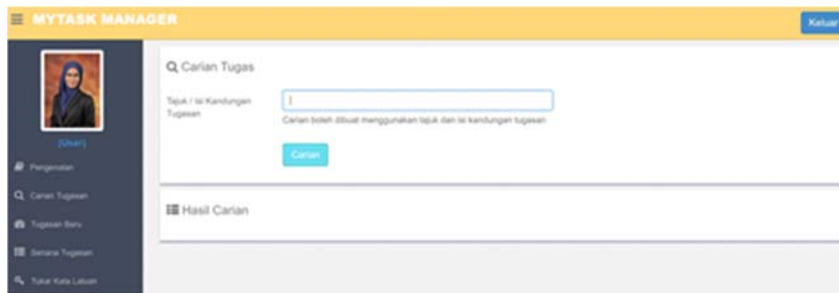 MYTASK MANAGER
Keluar
[User]
Pengenalan
Carian Tugasan
Tugasan Baru
Senarai Tugasan
Tukar Kata Laluan
Carian Tugas
Tajuk / Isi Kandungan
Tugasan
Carian boleh dibuat menggunakan tajuk dan isi kandungan tugasan
Carian
Hasil Carian